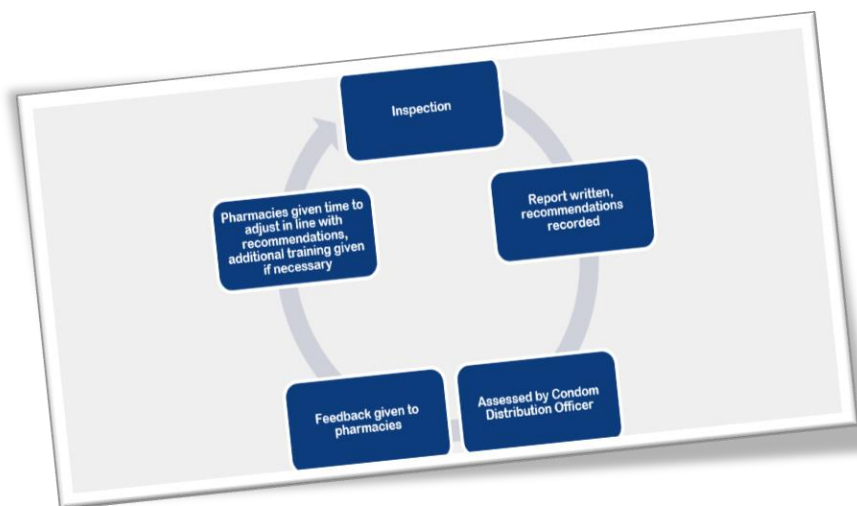 Inspection
Report written,
recommendations
recorded
Assessed by Condom
Distribution Officer
Feedback given to
pharmacies
Pharmacies given time to
adjust in line with
recommendations,
additional training given
if necessary